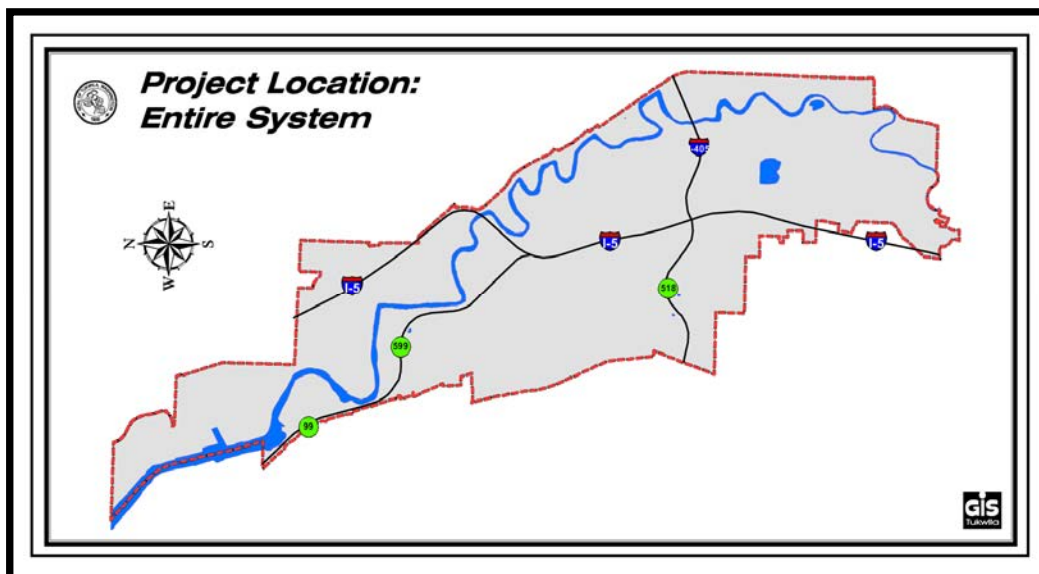 Project Location:
Entire System
E
N
S
W
I-405
I-5
I-5
I-5
518
599
99
GIS
Tukwila